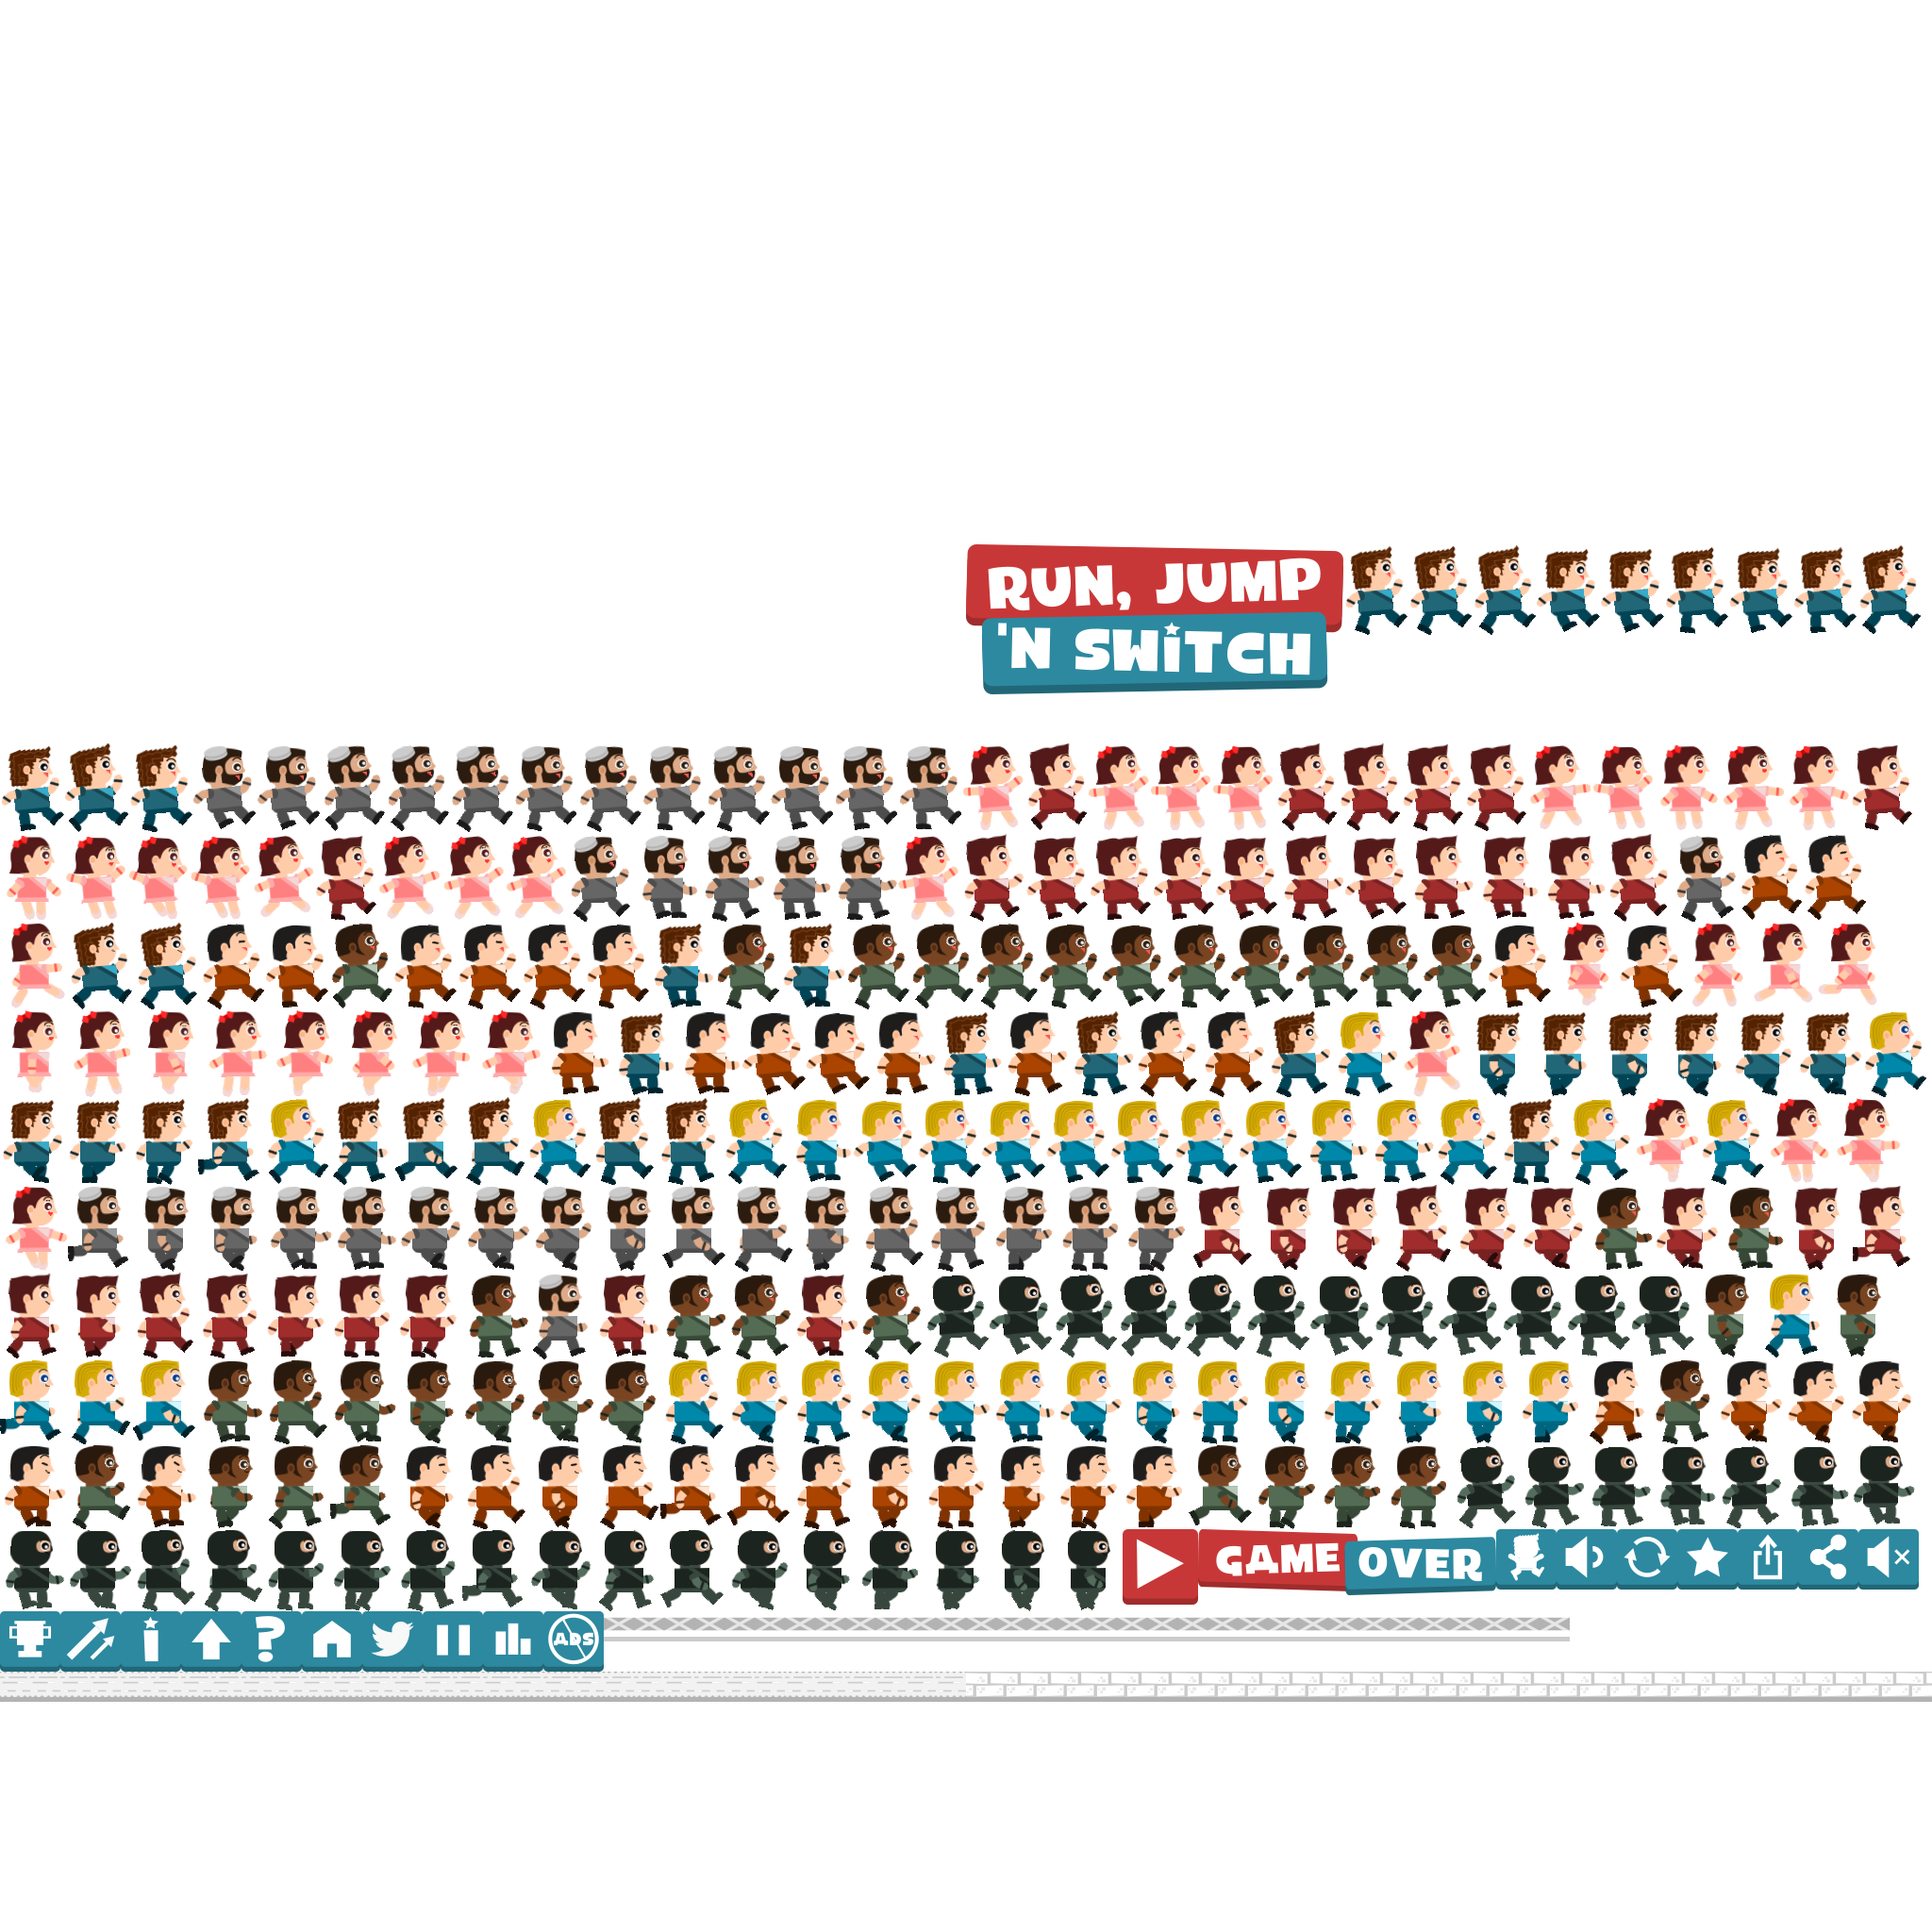 RUN, JUMP
'N SWiTCH
GAME
OVER
?
ADS